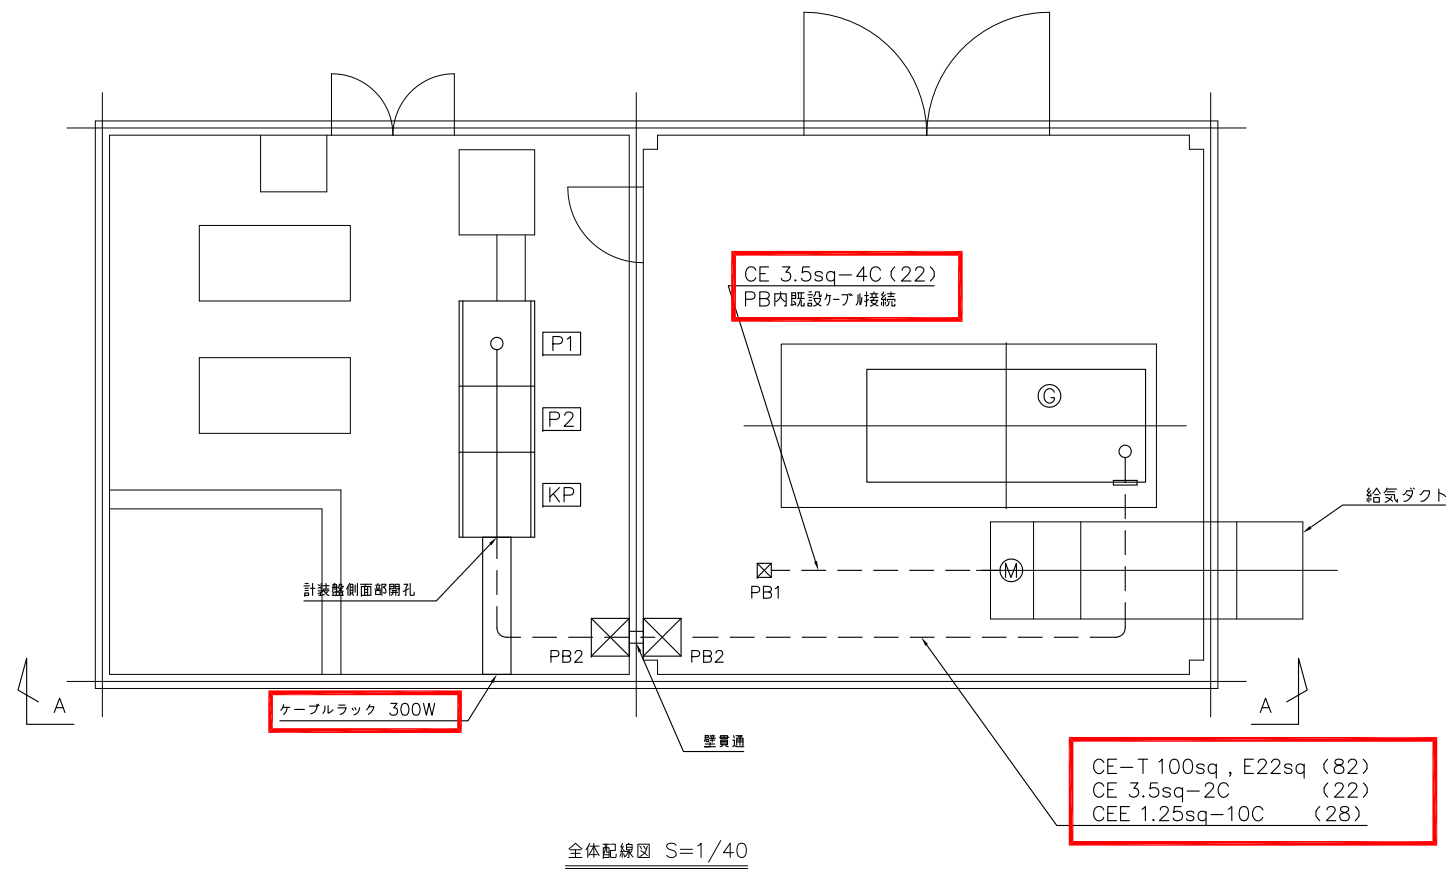 CE 3.5sq-4C (22)
PB内既設ケーブル接続
P1
P2
KP
G
給気ダクト
M
計装盤側面部開孔
PB1
PB2
PB2
A
ケーブルラック 300W
A
壁貫通
CE-T 100sq , E22sq (82)
CE 3.5sq-2C (22)
CEE 1.25sq-10C (28)
全体配線図 S=1/40